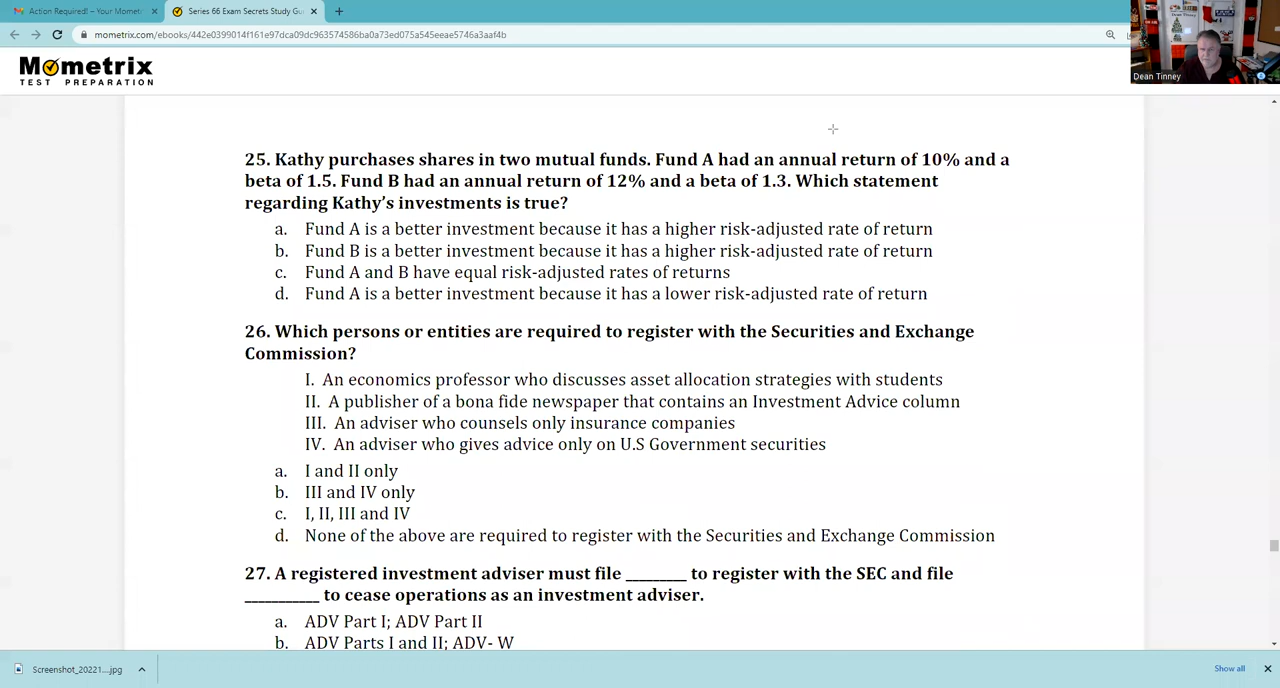 Action Required! – Your Momet
Series 66 Exam Secrets Study Gu
mometrix.com/ebooks/442e0399014f161e97dca09dc963574586ba0a73ed075a545eeae5746a3aaf4b
Mometrix
TEST PREPARATION
Dean Tinney
25. Kathy purchases shares in two mutual funds. Fund A had an annual return of 10% and a
beta of 1.5. Fund B had an annual return of 12% and a beta of 1.3. Which statement
regarding Kathy's investments is true?
a. Fund A is a better investment because it has a higher risk-adjusted rate of return
b. Fund B is a better investment because it has a higher risk-adjusted rate of return
c. Fund A and B have equal risk-adjusted rates of returns
d. Fund A is a better investment because it has a lower risk-adjusted rate of return
26. Which persons or entities are required to register with the Securities and Exchange
Commission?
I. An economics professor who discusses asset allocation strategies with students
II. A publisher of a bona fide newspaper that contains an Investment Advice column
III. An adviser who counsels only insurance companies
IV. An adviser who gives advice only on U.S Government securities
a. I and II only
b. III and IV only
c. I, II, III and IV
d. None of the above are required to register with the Securities and Exchange Commission
27. A registered investment adviser must file ________ to register with the SEC and file
__________ to cease operations as an investment adviser.
a. ADV Part I; ADV Part II
b. ADV Parts I and II; ADV- W
Screenshot_20221....jpg
Show all